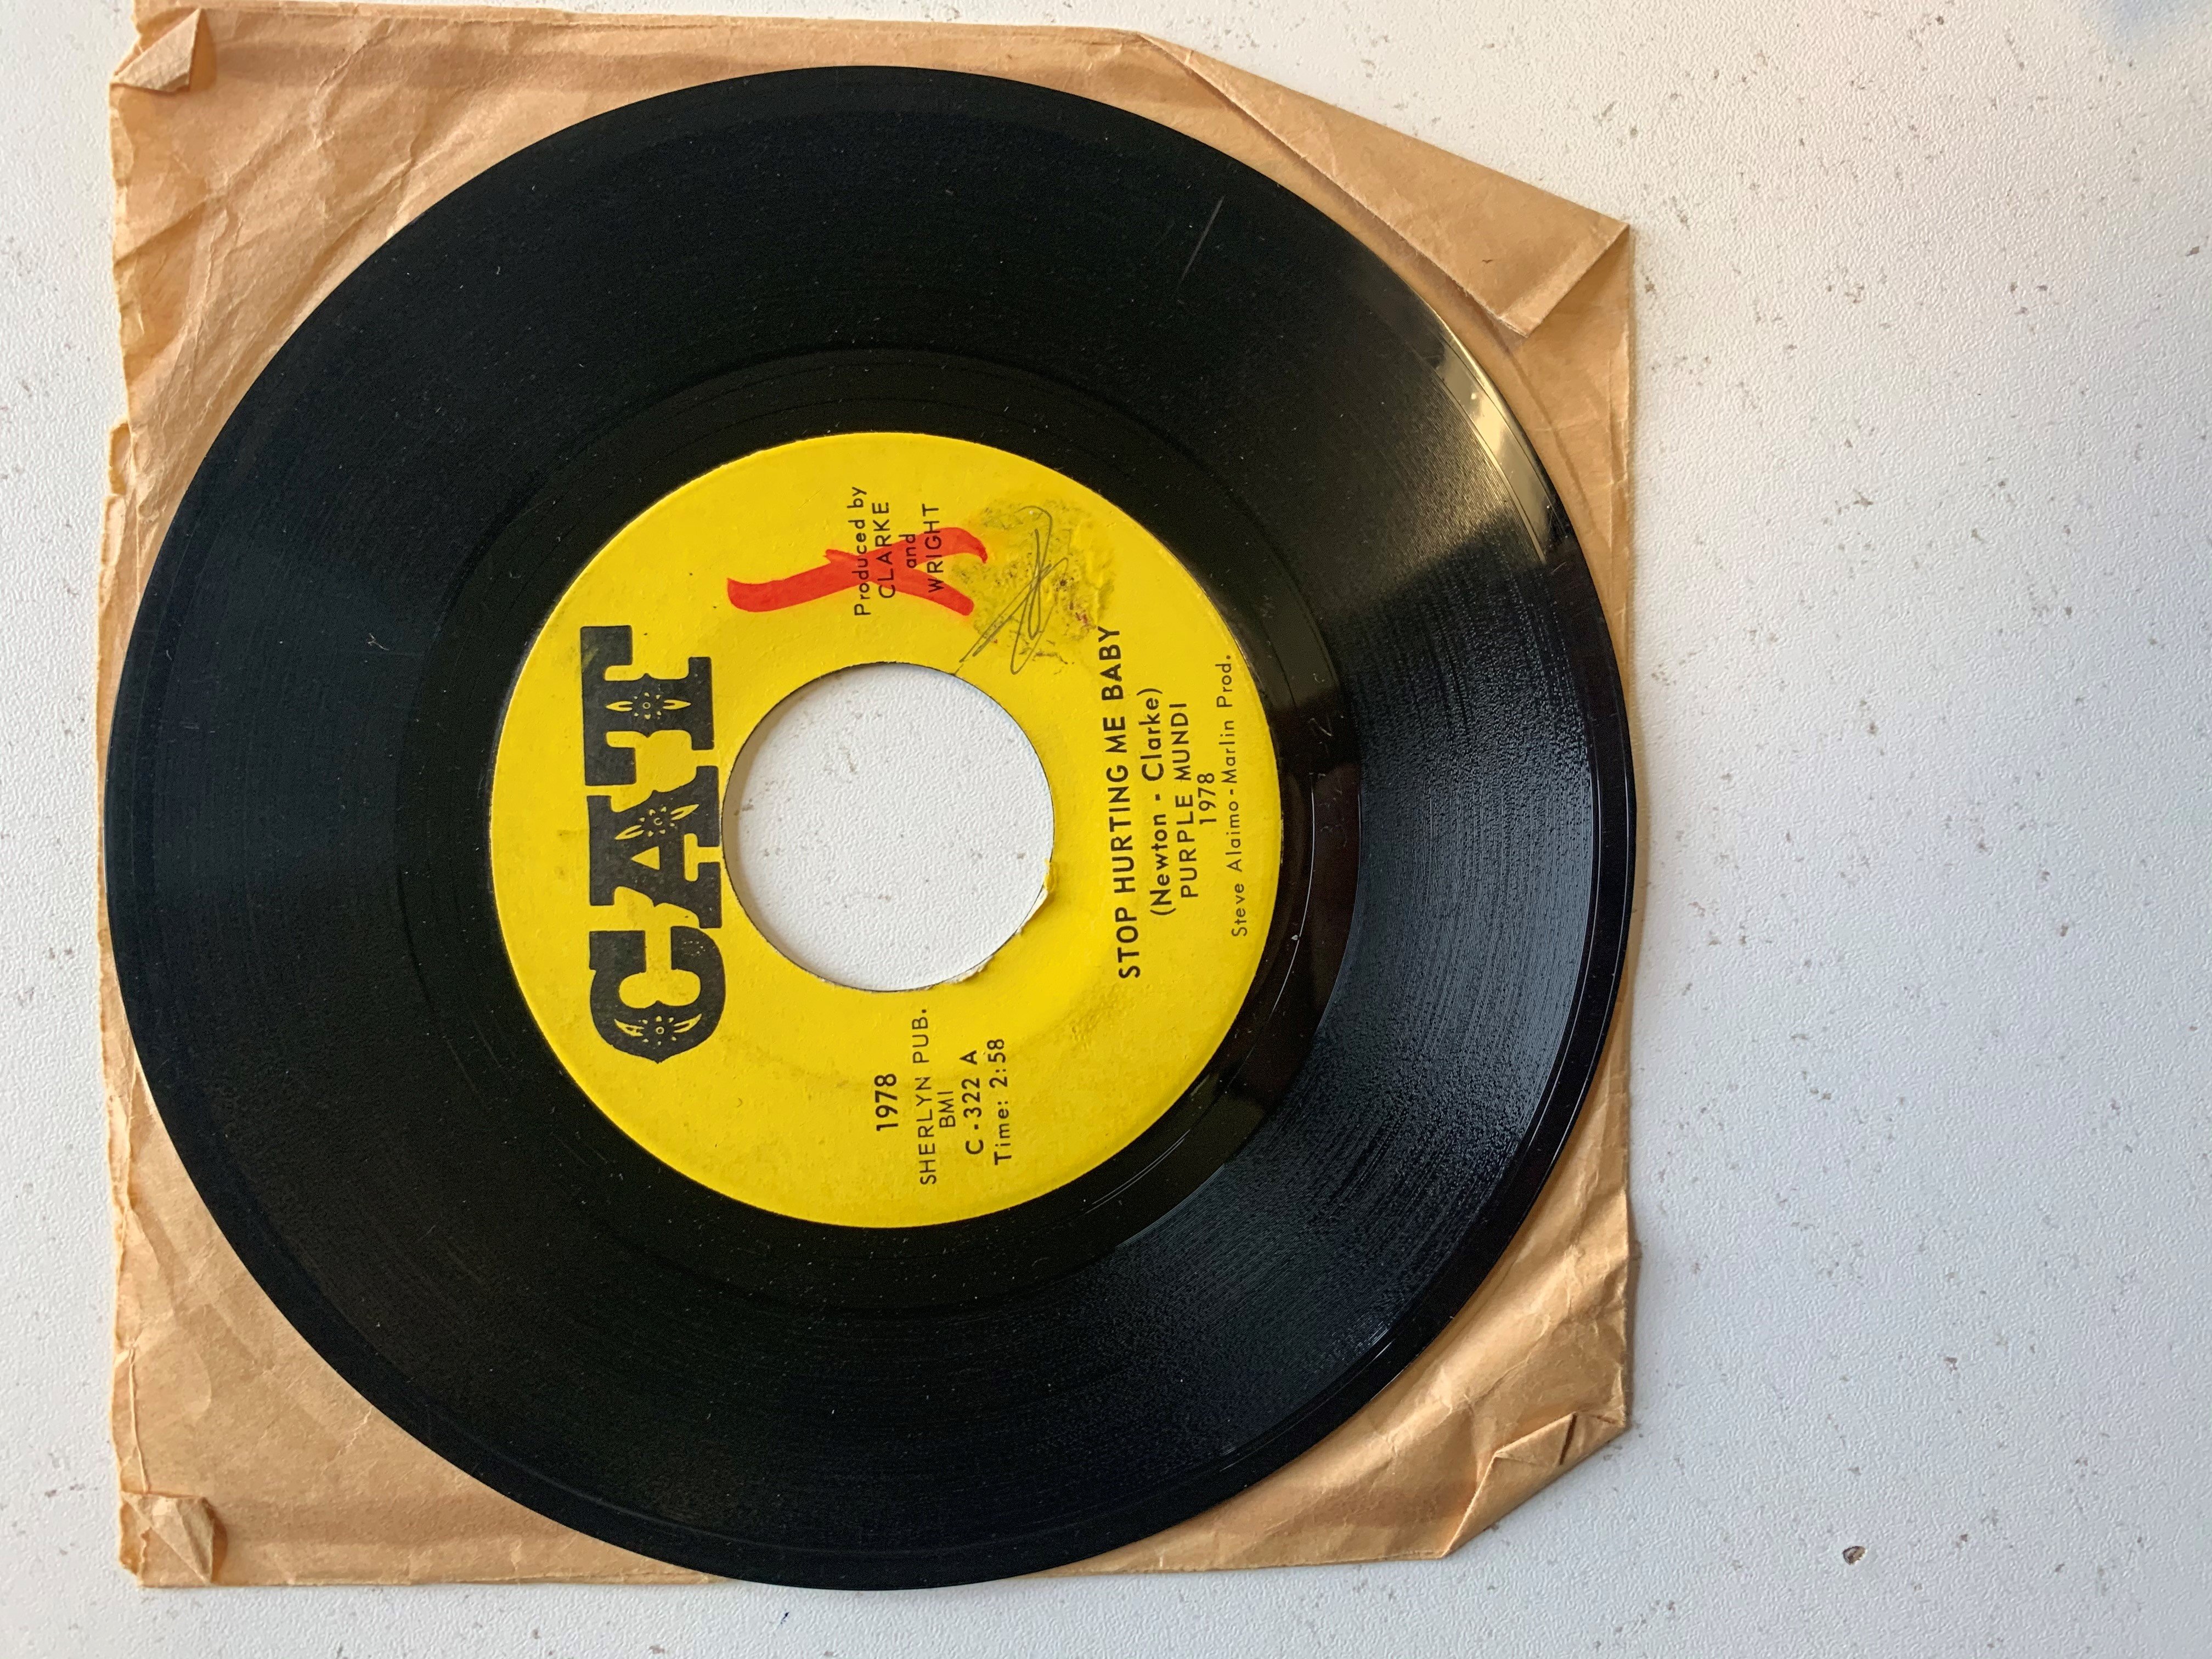 CAT
1978
SHERLYN PUB.
BMI
C-322 A
Time: 2:58
Produced by
CLARKE
and
WRIGHT
STOP HURTING ME BABY
(Newton - Clarke)
PURPLE MUNDI
1978
Steve Alaimo-Marlin Prod.